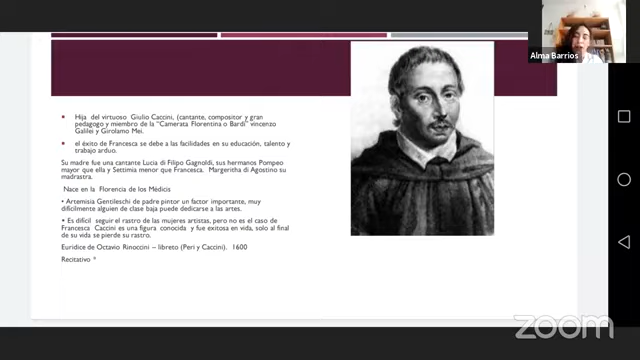 Alma Barrios
Hija del virtuoso Giulio Caccini, (cantante, compositor y gran
pedagogo y miembro de la "Camerata Florentina o Bardi" vincenzo
Galilei y Girolamo Mei.
el éxito de Francesca se debe a las facilidades en su educación, talento y
trabajo arduo.
Su madre fue una cantante Lucia di Filipo Gagnoldi, sus hermanos Pompeo
mayor que ella y Settimia menor que Francesca. Margeritha di Agostino su
madrastra.
Nace en la Florencia de los Médicis
• Artemisia Gentileschi de padre pintor un factor importante, muy
difícilmente alguien de clase baja puede dedicarse a las artes.
• Es difícil seguir el rastro de las mujeres artistas, pero no es el caso de
Francesca Caccini es una figura conocida y fue exitosa en vida, solo al final
de su vida se pierde su rastro.
Euridice de Octavio Rinoccini – libreto (Peri y Caccini). 1600
Recitativo *
zoom